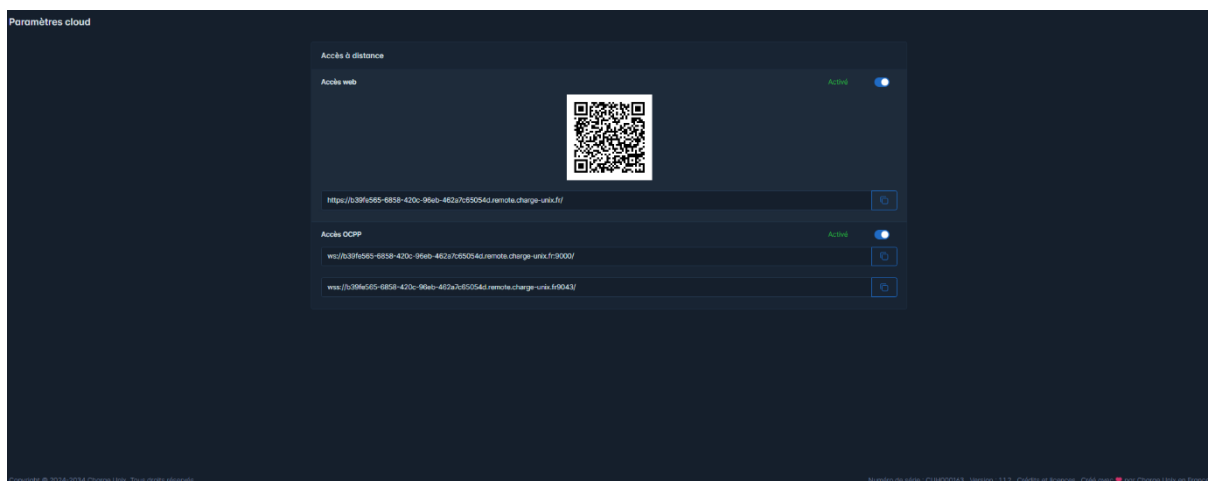 Paramètres cloud
Accès à distance
Accès web Activé
https://b39fe565-6858-420c-96eb-462a7c65054d.remote.charge-unix.fr/
Accès OCPP Activé
ws://b39fe565-6858-420c-96eb-462a7c65054d.remote.charge-unix.fr:9000/
wss://b39fe565-6858-420c-96eb-462a7c65054d.remote.charge-unix.fr9043/